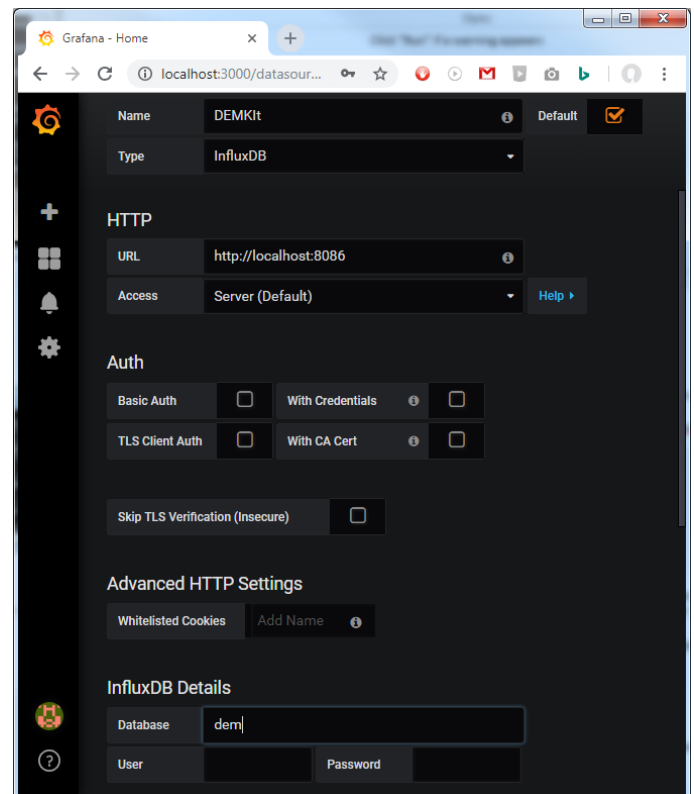 Grafana - Home
localhost:3000/datasour...
Name DEMKIt Default
Type InfluxDB
HTTP
URL http://localhost:8086
Access Server (Default) Help
Auth
Basic Auth With Credentials
TLS Client Auth With CA Cert
Skip TLS Verification (Insecure)
Advanced HTTP Settings
Whitelisted Cookies Add Name
InfluxDB Details
Database dem
User Password